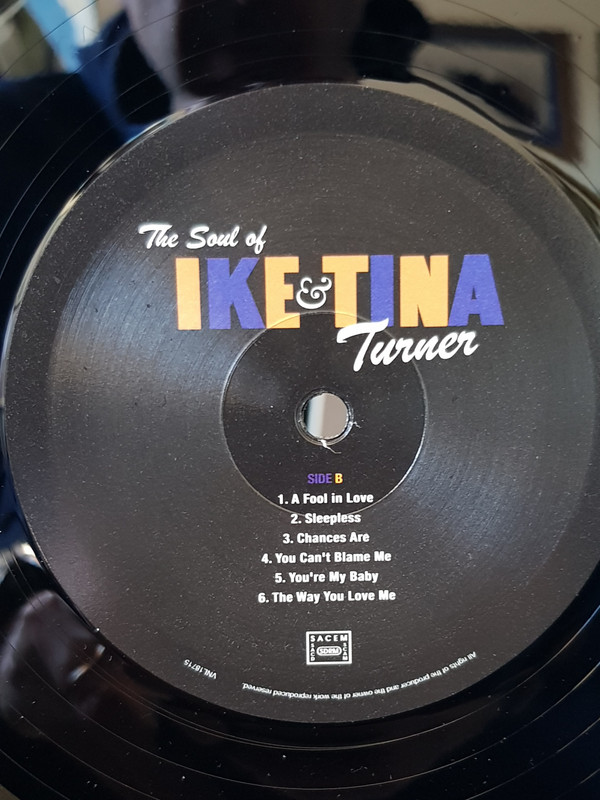 The Soul of
IKE & TINA
Turner
SIDE B
1. A Fool in Love
2. Sleepless
3. Chances Are
4. You Can't Blame Me
5. You're My Baby
6. The Way You Love Me
SACEM
SACD SDRM SCAM
VNL18715
All rights of the producer and the owner of the work reproduced reserved.